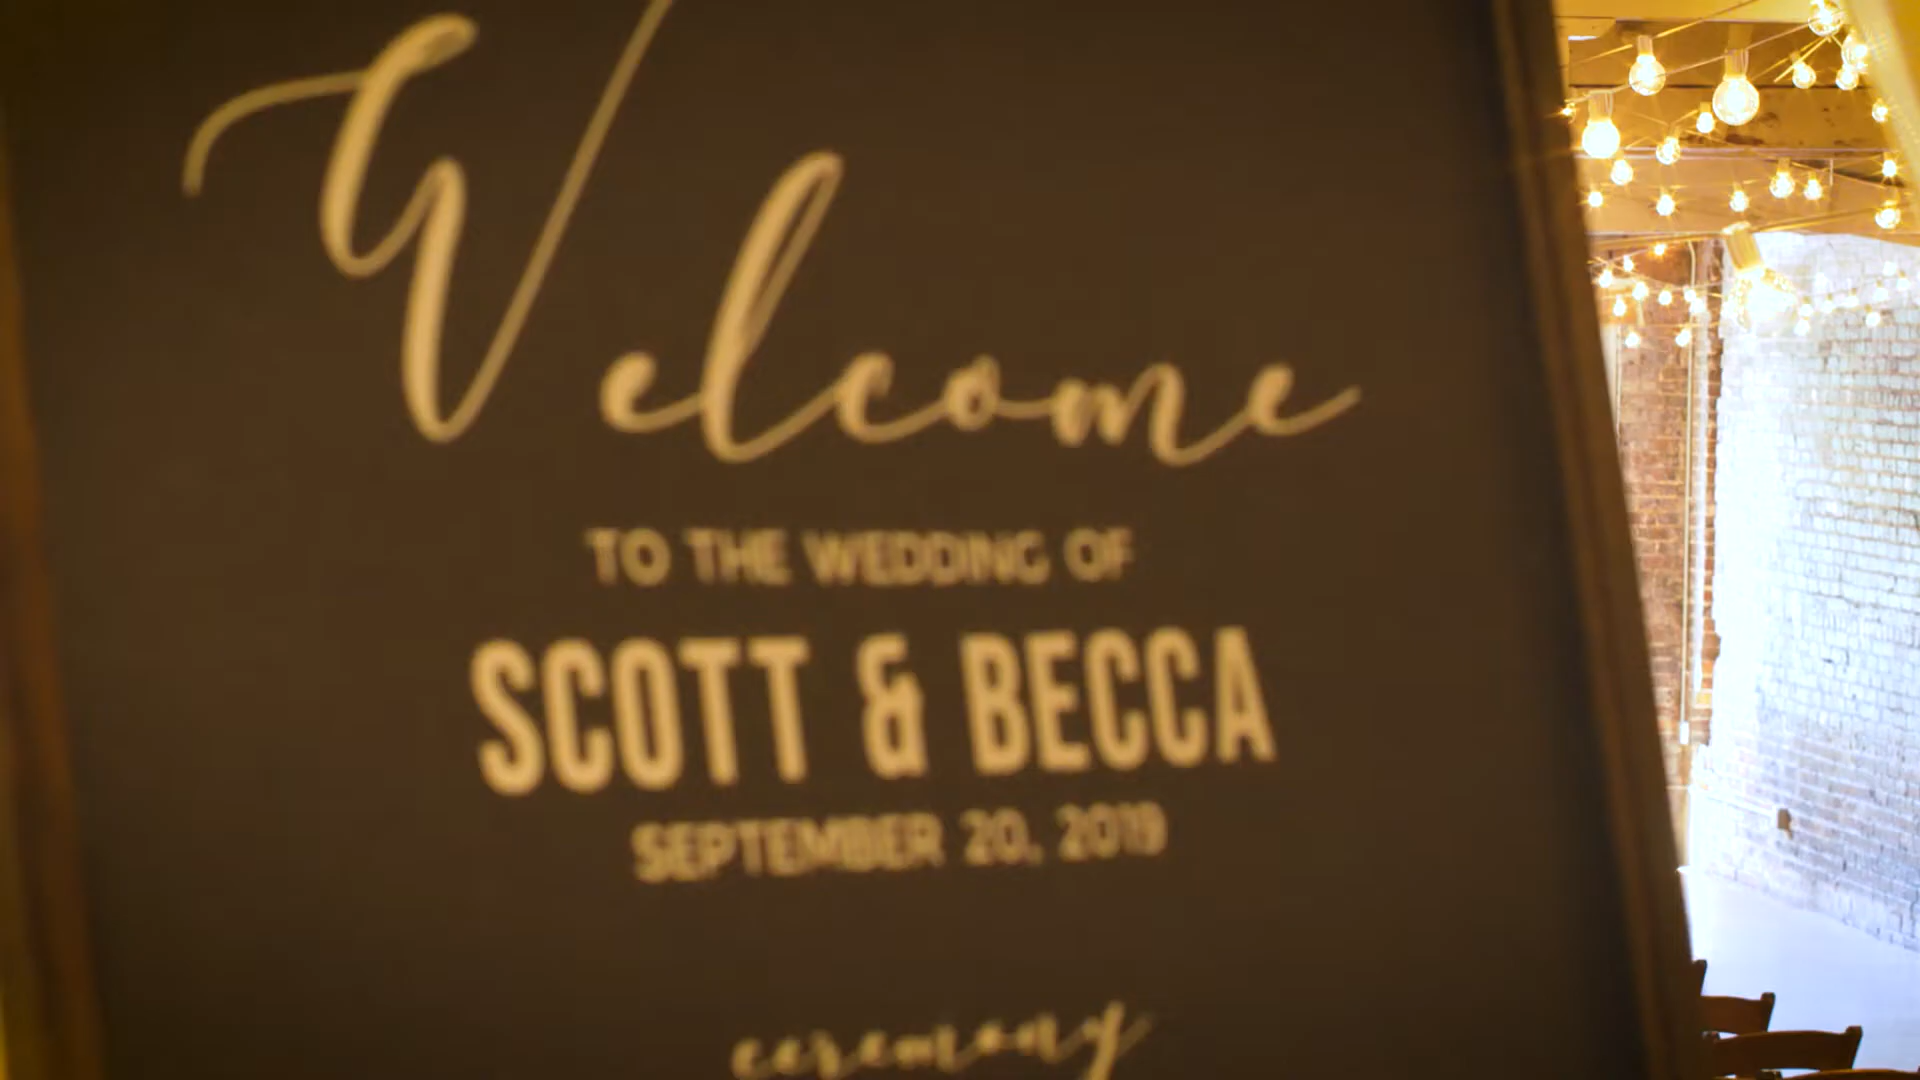 Welcome
TO THE WEDDING OF
SCOTT & BECCA
SEPTEMBER 20, 2019
ceremony